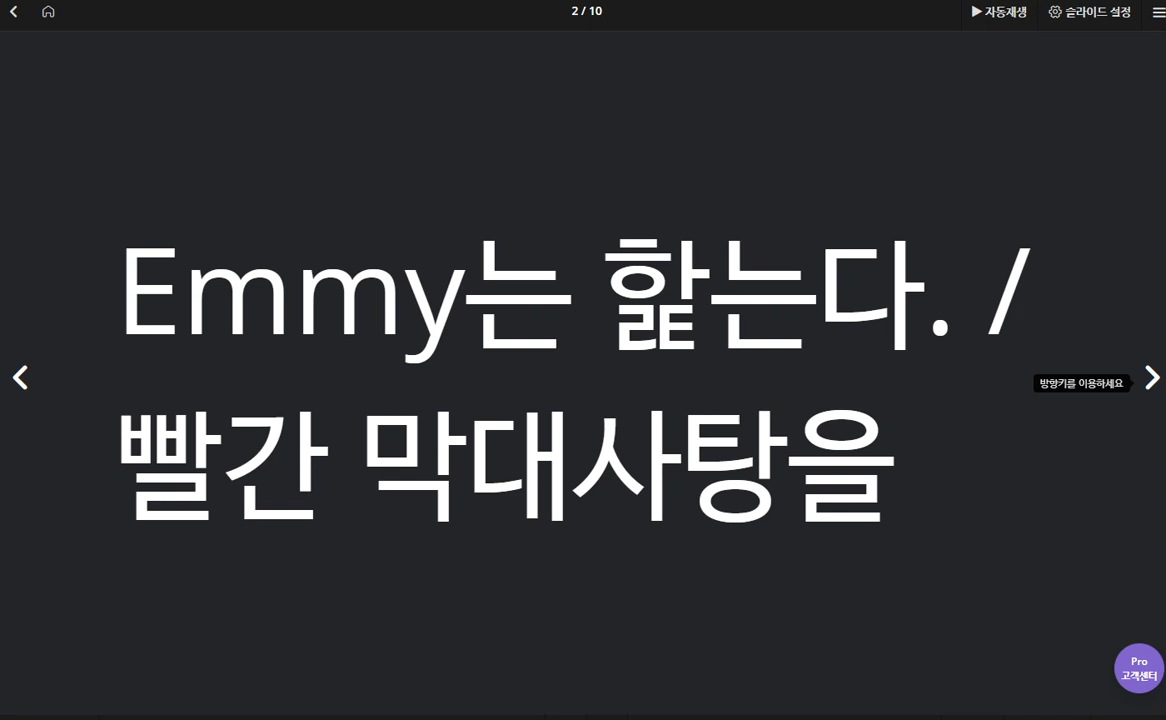 2 / 10
▶ 자동재생
슬라이드 설정
Emmy는 핥는다. /
빨간 막대사탕을
방향키를 이용하세요
Pro
고객센터